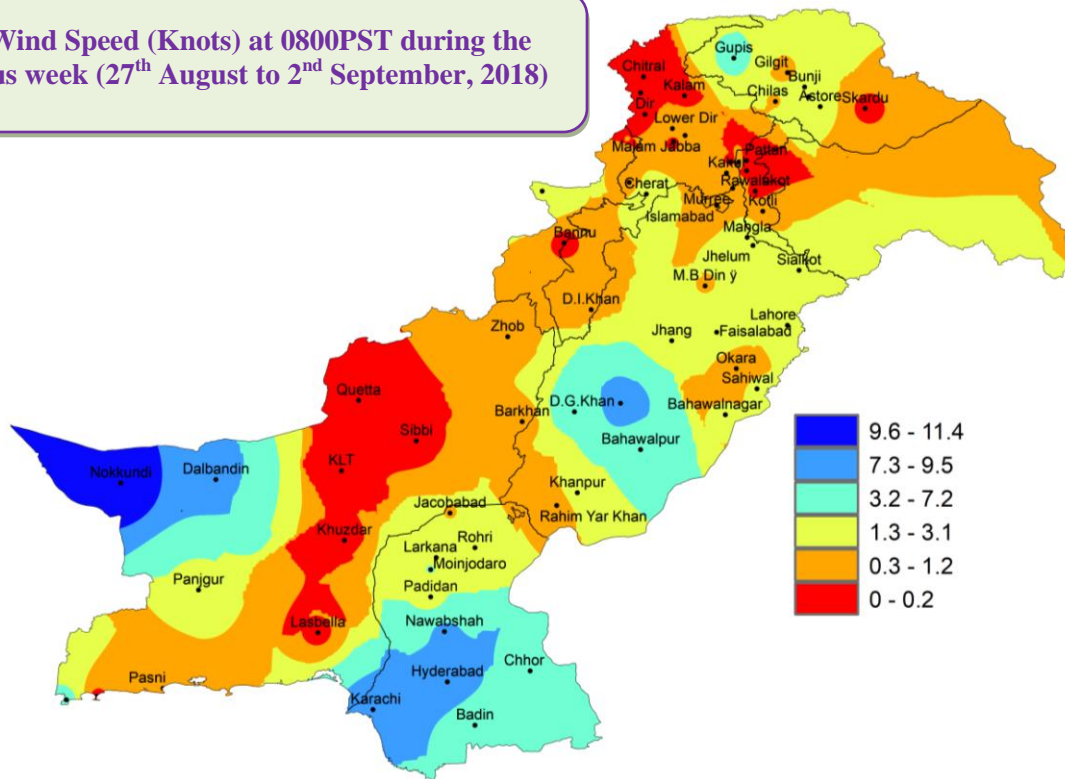 Wind Speed (Knots) at 0800PST during the
us week (27th August to 2nd September, 2018)
Gupis
Gilgit
Chitral
Bunji
Kalam
Chilas
Astore
Skardu
Dir
Lower Dir
Malam Jabba
Pattan
Cherat
Rawalakot
Murree
Kotli
Islamabad
Mangla
Bannu
Jhelum
Sialkot
M.B Din ÿ
D.I.Khan
Lahore
Zhob
Jhang
Faisalabad
Okara
Sahiwal
Quetta
D.G.Khan
Barkhan
Bahawalnagar
Sibbi
Bahawalpur
Nokkundi
Dalbandin
KLT
Khanpur
Jacobabad
Rahim Yar Khan
Khuzdar
Rohri
Larkana
Moinjodaro
Panjgur
Padidan
Lasbella
Nawabshah
Chhor
Pasni
Hyderabad
Karachi
Badin
9.6 - 11.4
7.3 - 9.5
3.2 - 7.2
1.3 - 3.1
0.3 - 1.2
0 - 0.2